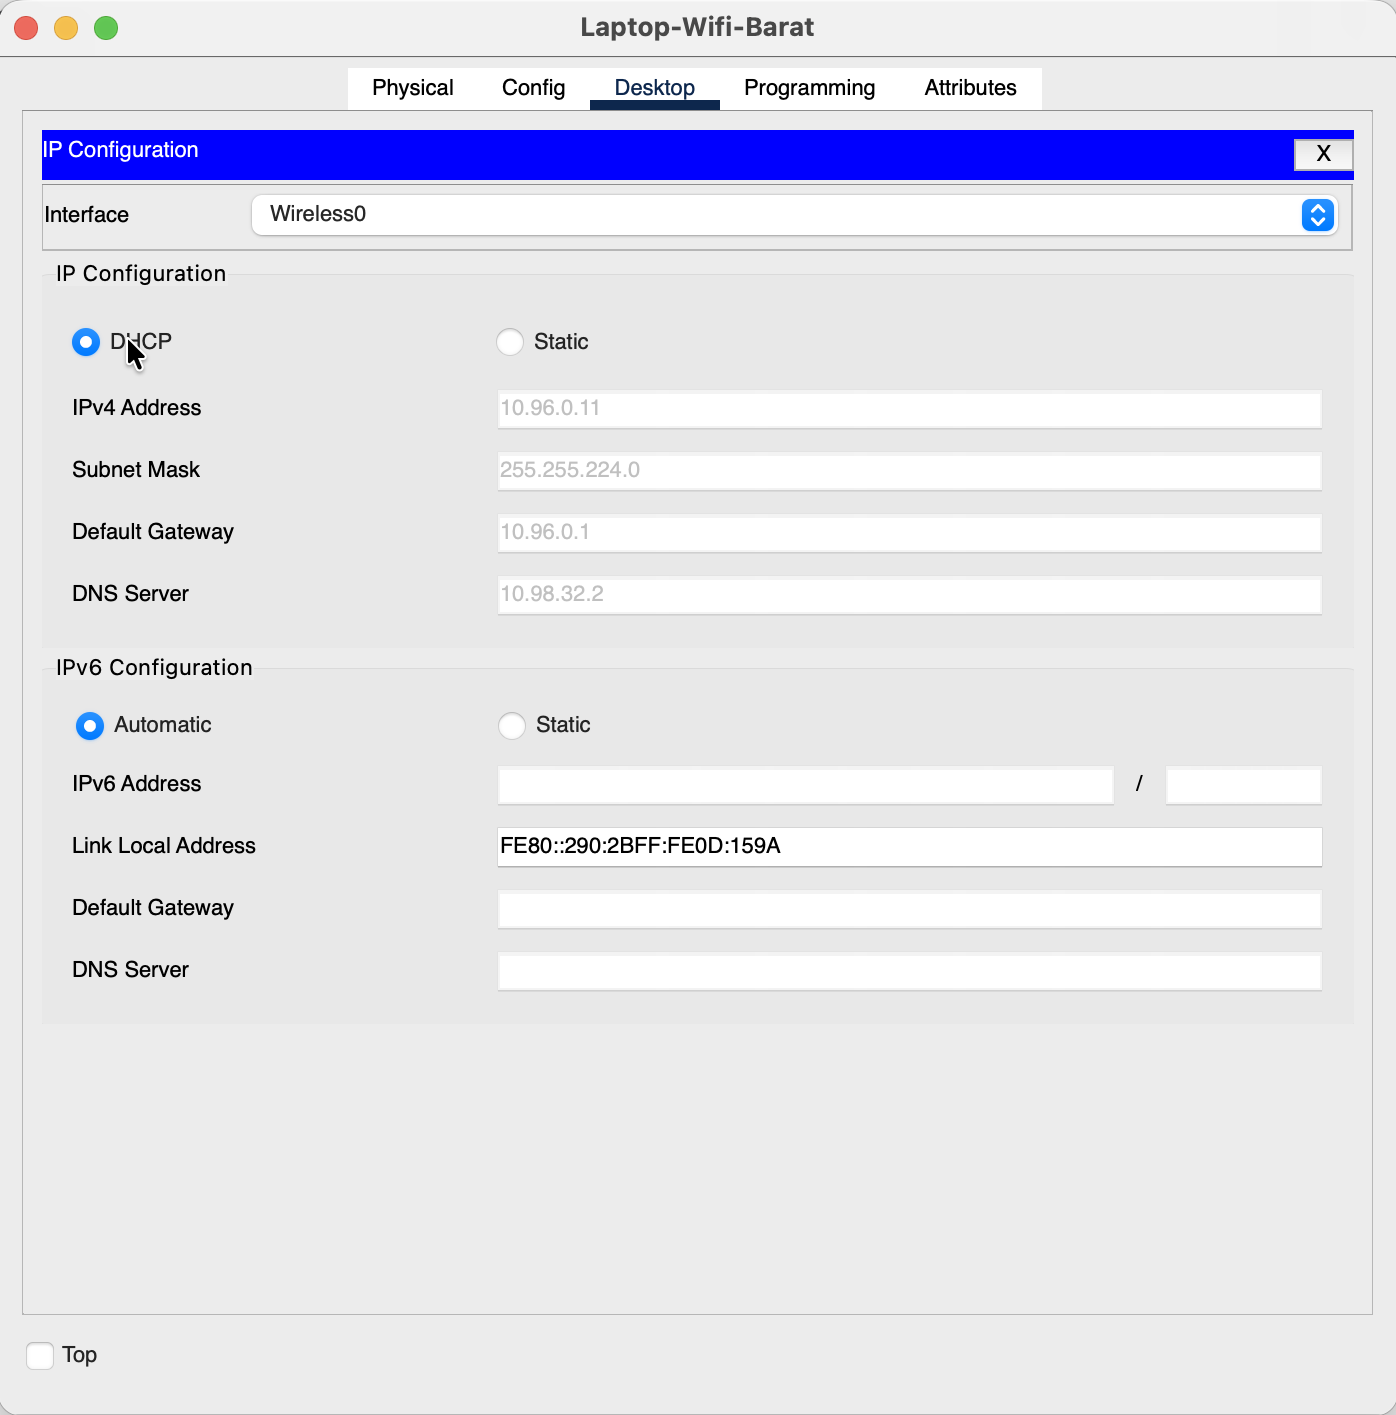 Laptop-Wifi-Barat
Physical Config Desktop Programming Attributes
IP Configuration X
Interface Wireless0
IP Configuration
DHCP Static
IPv4 Address 10.96.0.11
Subnet Mask 255.255.224.0
Default Gateway 10.96.0.1
DNS Server 10.98.32.2
IPv6 Configuration
Automatic Static
IPv6 Address /
Link Local Address FE80::290:2BFF:FE0D:159A
Default Gateway
DNS Server
Top